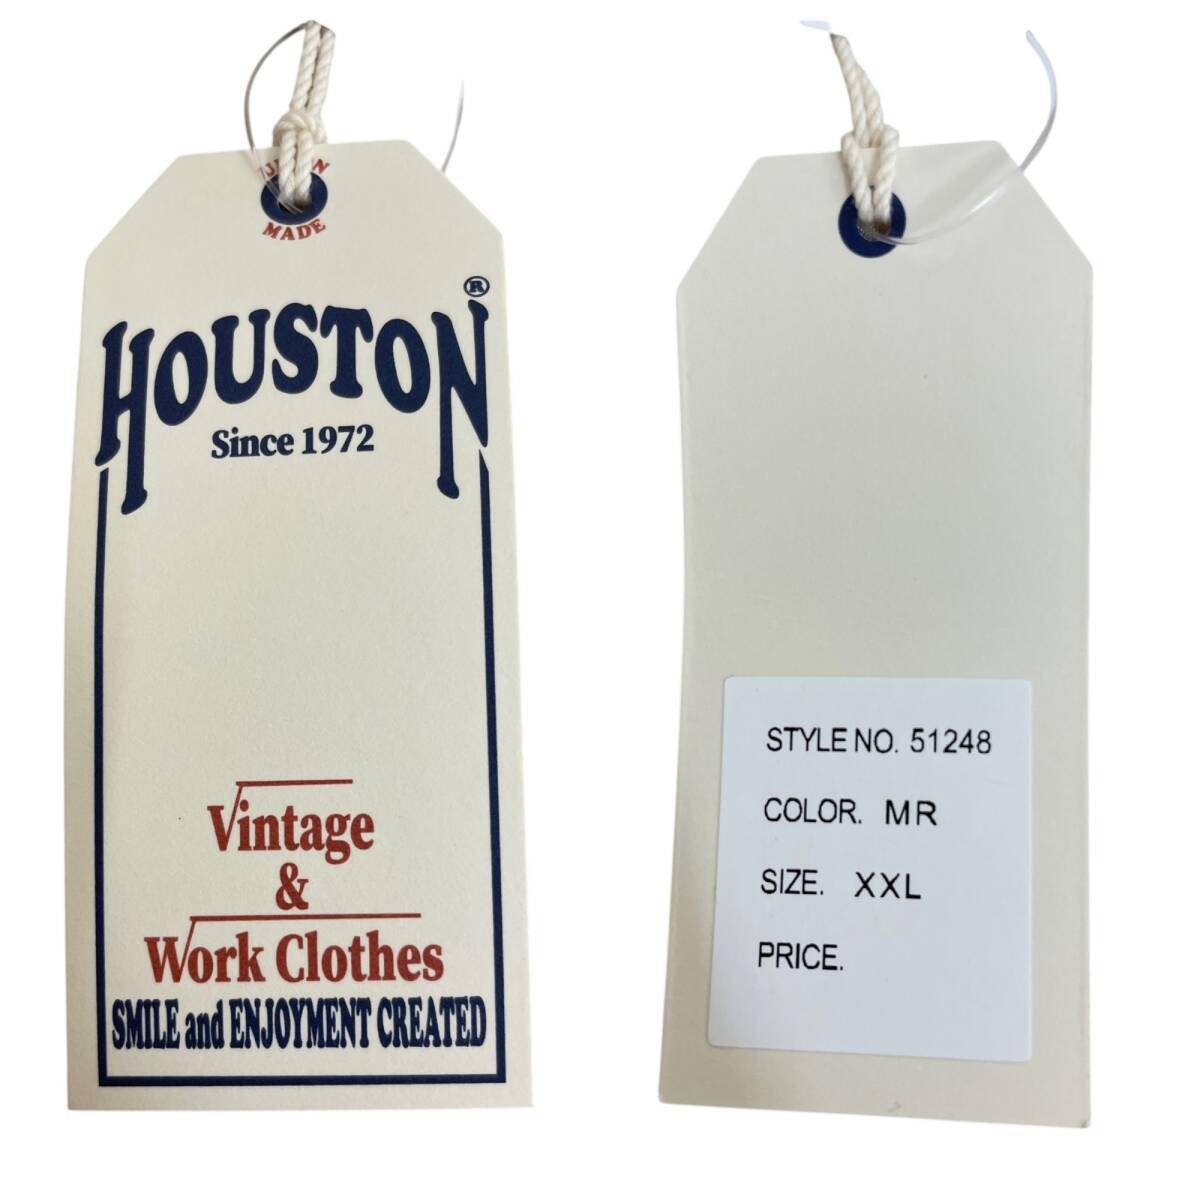 MADE
HOUSTON®
Since 1972
Vintage
&
Work Clothes
SMILE and ENJOYMENT CREATED
STYLE NO. 51248
COLOR. MR
SIZE. XXL
PRICE.